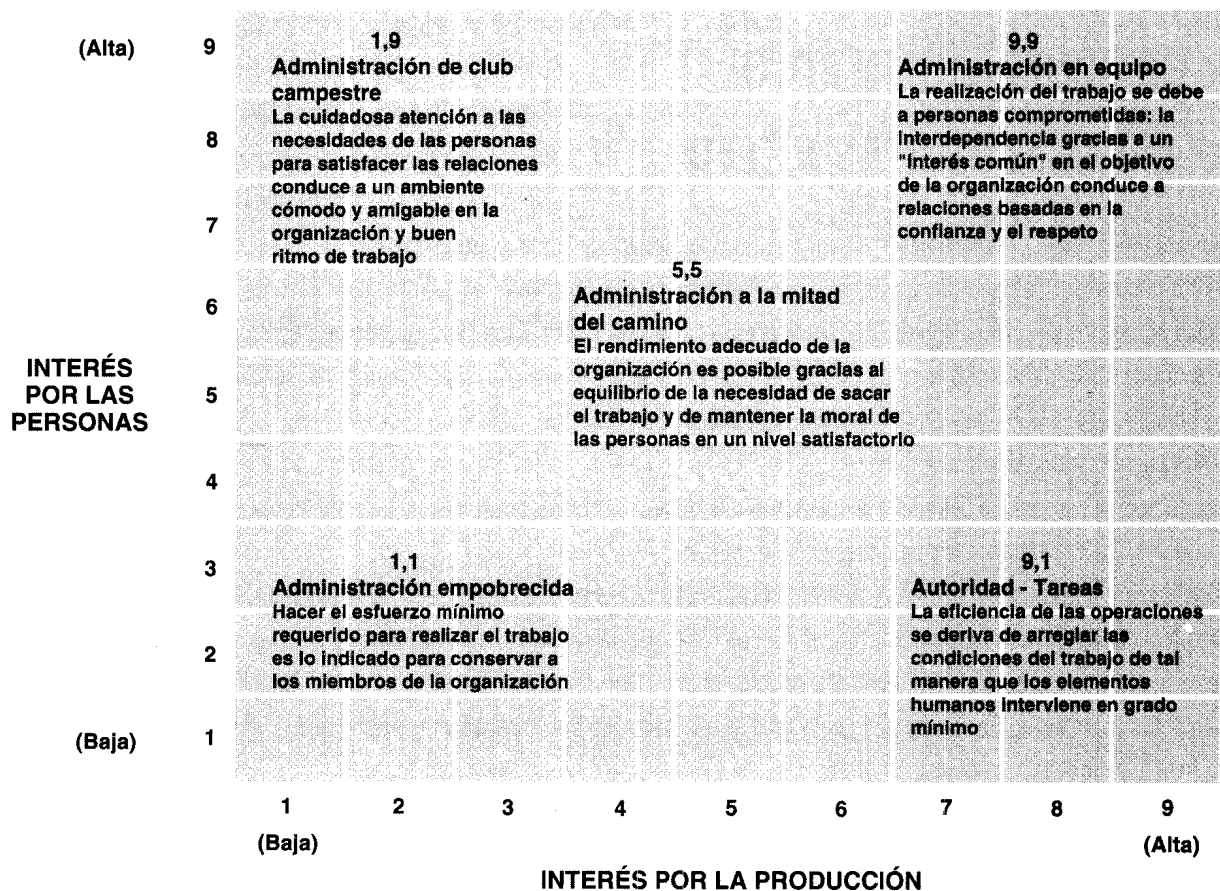 (Alta)
9
8
7
6
INTERÉS
POR LAS
PERSONAS
5
4
3
2
(Baja)
1
1,9
Administración de club
campestre
La cuidadosa atención a las
necesidades de las personas
para satisfacer las relaciones
conduce a un ambiente
cómodo y amigable en la
organización y buen
ritmo de trabajo
9,9
Administración en equipo
La realización del trabajo se debe
a personas comprometidas: la
interdependencia gracias a un
"interés común" en el objetivo
de la organización conduce a
relaciones basadas en la
confianza y el respeto
5,5
Administración a la mitad
del camino
El rendimiento adecuado de la
organización es posible gracias al
equilibrio de la necesidad de sacar
el trabajo y de mantener la moral de
las personas en un nivel satisfactorio
1,1
Administración empobrecida
Hacer el esfuerzo mínimo
requerido para realizar el trabajo
es lo indicado para conservar a
los miembros de la organización
9,1
Autoridad - Tareas
La eficiencia de las operaciones
se deriva de arreglar las
condiciones del trabajo de tal
manera que los elementos
humanos interviene en grado
mínimo
1 2 3 4 5 6 7 8 9
(Baja) (Alta)
INTERÉS POR LA PRODUCCIÓN